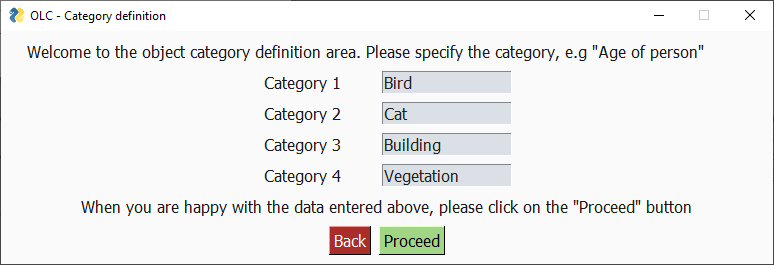 OLC - Category definition
Welcome to the object category definition area. Please specify the category, e.g "Age of person"
Category 1 Bird
Category 2 Cat
Category 3 Building
Category 4 Vegetation
When you are happy with the data entered above, please click on the "Proceed" button
Back Proceed